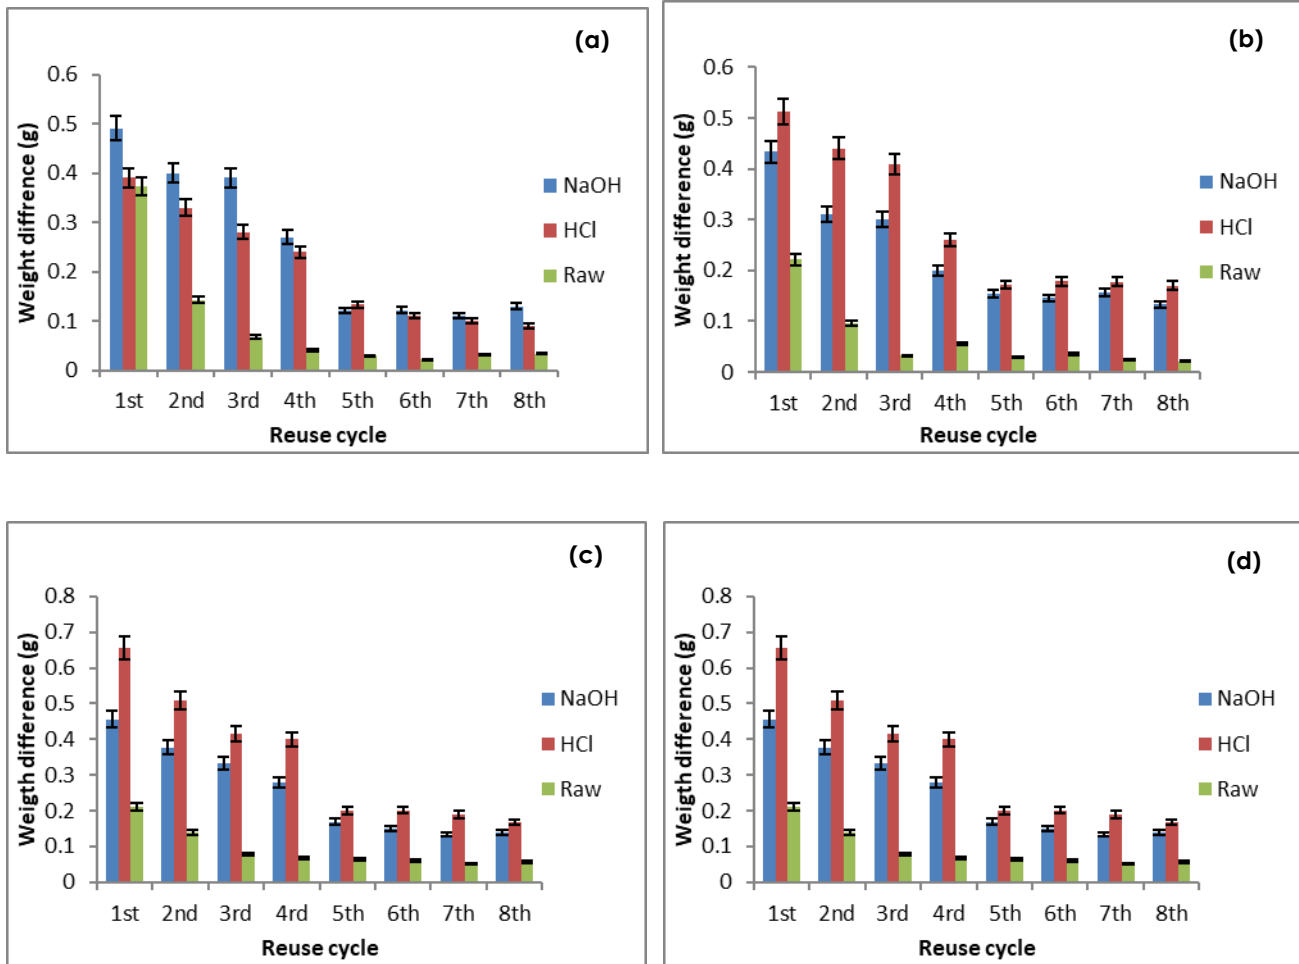 (a)
0.6
0.5
0.4
0.3
0.2
0.1
0
Weight diffrence (g)
1st 2nd 3rd 4th 5th 6th 7th 8th
Reuse cycle
NaOH
HCl
Raw
(b)
0.6
0.5
0.4
0.3
0.2
0.1
0
Weight difference (g)
1st 2nd 3rd 4th 5th 6th 7th 8th
Reuse cycle
NaOH
HCl
Raw
(c)
0.8
0.7
0.6
0.5
0.4
0.3
0.2
0.1
0
Weigth difference (g)
1st 2nd 3rd 4rd 5th 6th 7th 8th
Reuse cycle
NaOH
HCl
Raw
(d)
0.8
0.7
0.6
0.5
0.4
0.3
0.2
0.1
0
Weigth difference (g)
1st 2nd 3rd 4rd 5th 6th 7th 8th
Reuse cycle
NaOH
HCl
Raw